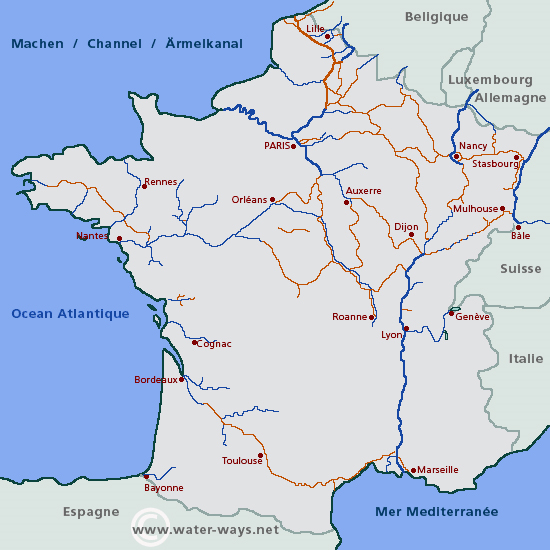 Belgique
Lille
Machen / Channel / Ärmelkanal
Luxembourg
Allemagne
PARIS
Nancy
Stasbourg
Rennes
Auxerre
Orléans
Mulhouse
Nantes
Dijon
Bâle
Suisse
Ocean Atlantique
Roanne
Genève
Lyon
Cognac
Italie
Bordeaux
Toulouse
Marseille
Bayonne
Espagne
Mer Mediterranée
© www.water-ways.net